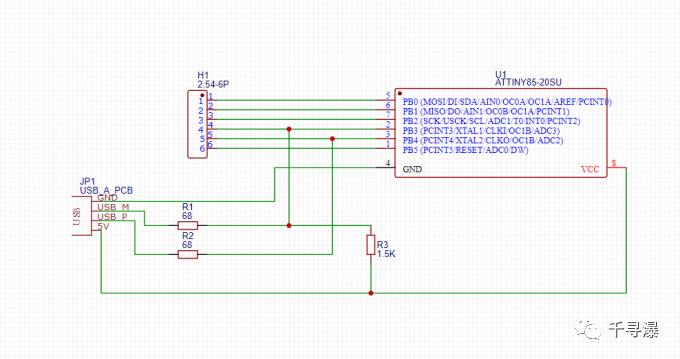 H1
2.54-6P
1 1
2 2
3 3
4 4
5 5
6 6
U1
ATTINY85-20SU
5 PB0 (MOSI/DI/SDA/AIN0/OC0A/OC1A/AREF/PCINT0)
6 PB1 (MISO/DO/AIN1/OC0B/OC1A/PCINT1)
7 PB2 (SCK/USCK/SCL/ADC1/T0/INT0/PCINT2)
2 PB3 (PCINT3/XTAL1/CLKI/OC1B/ADC3)
3 PB4 (PCINT4/XTAL2/CLKO/OC1B/ADC2)
1 PB5 (PCINT5/RESET/ADC0/DW)
4 GND
VCC 8
JP1
USB_A_PCB
USB
GND
USB_M
USB_P
5V
R1
68
R2
68
R3
1.5K
千寻瀑